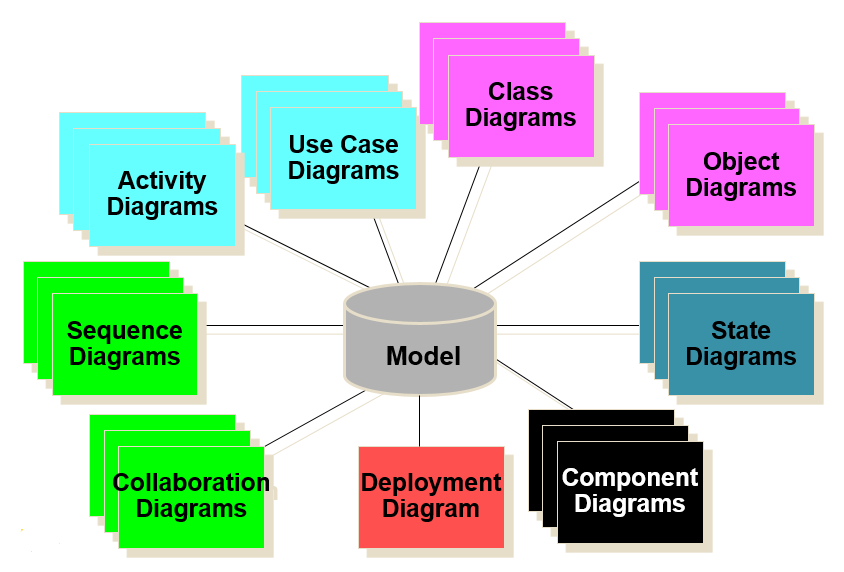 Class
Diagrams
Use Case
Diagrams
Object
Diagrams
Activity
Diagrams
Sequence
Diagrams
Model
State
Diagrams
Collaboration
Diagrams
Deployment
Diagram
Component
Diagrams